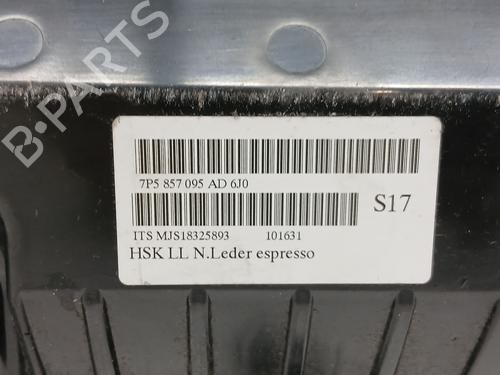 B-PARTS
7P5 857 095 AD 6J0
S17
ITS MJS18325893 101631
HSK LL N.Leder espresso